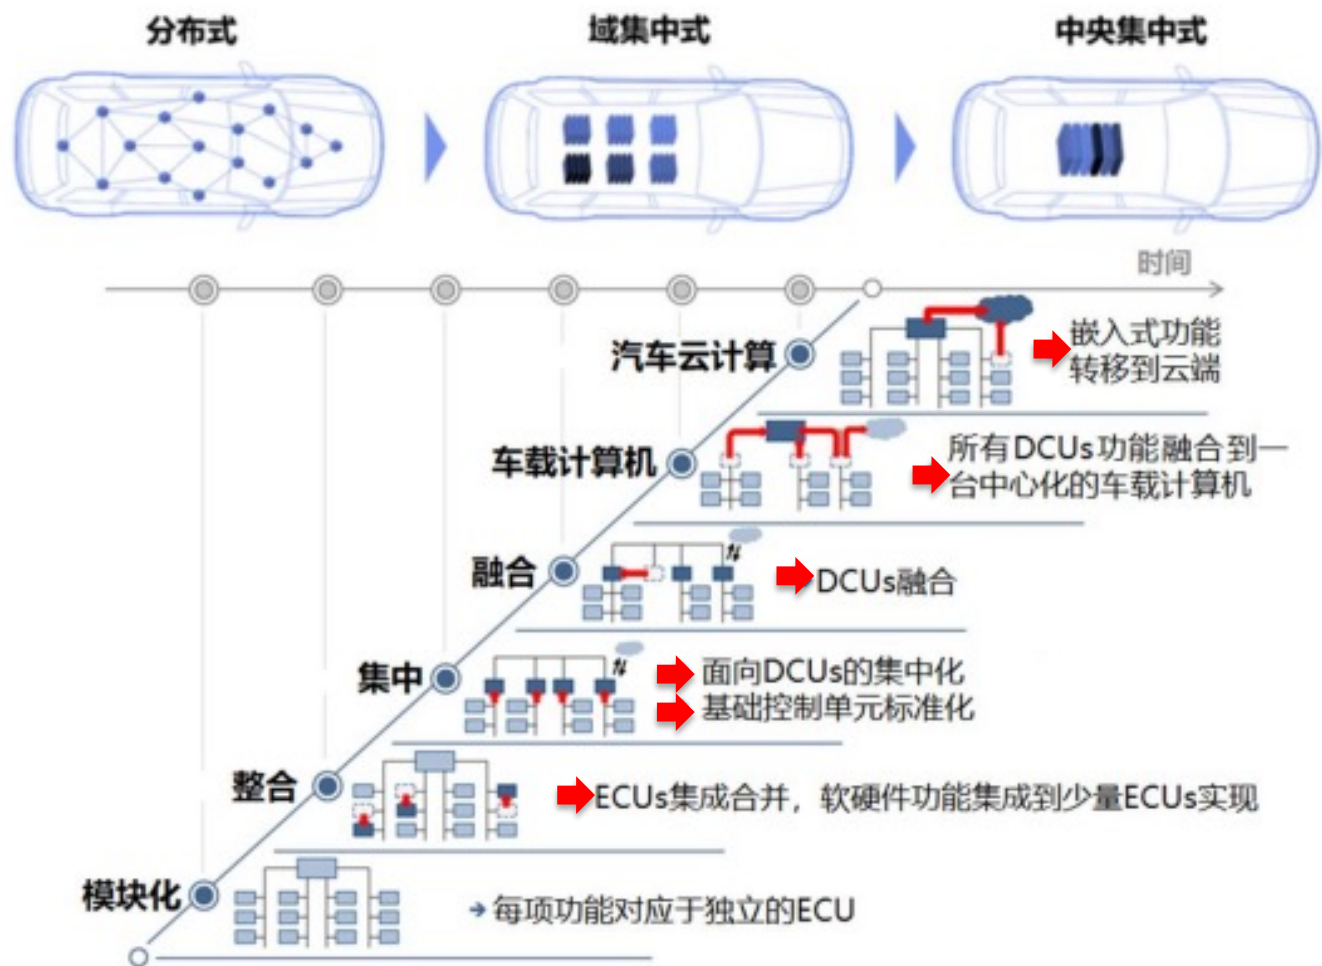 分布式
域集中式
中央集中式
时间
汽车云计算
嵌入式功能
转移到云端
车载计算机
所有DCUs功能融合到一
台中心化的车载计算机
融合
DCUs融合
集中
面向DCUs的集中化
基础控制单元标准化
整合
ECUs集成合并，软硬件功能集成到少量ECUs实现
模块化
每项功能对应于独立的ECU